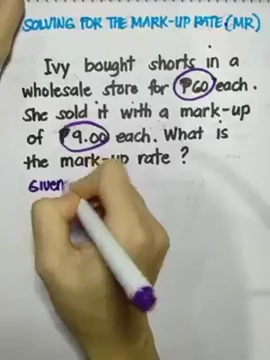 SOLVING FOR THE MARK-UP RATE (MR)
Ivy bought shorts in a
wholesale store for ₱60 each.
She sold it with a mark-up
of ₱9.00 each. What is
the mark-up rate ?
Given